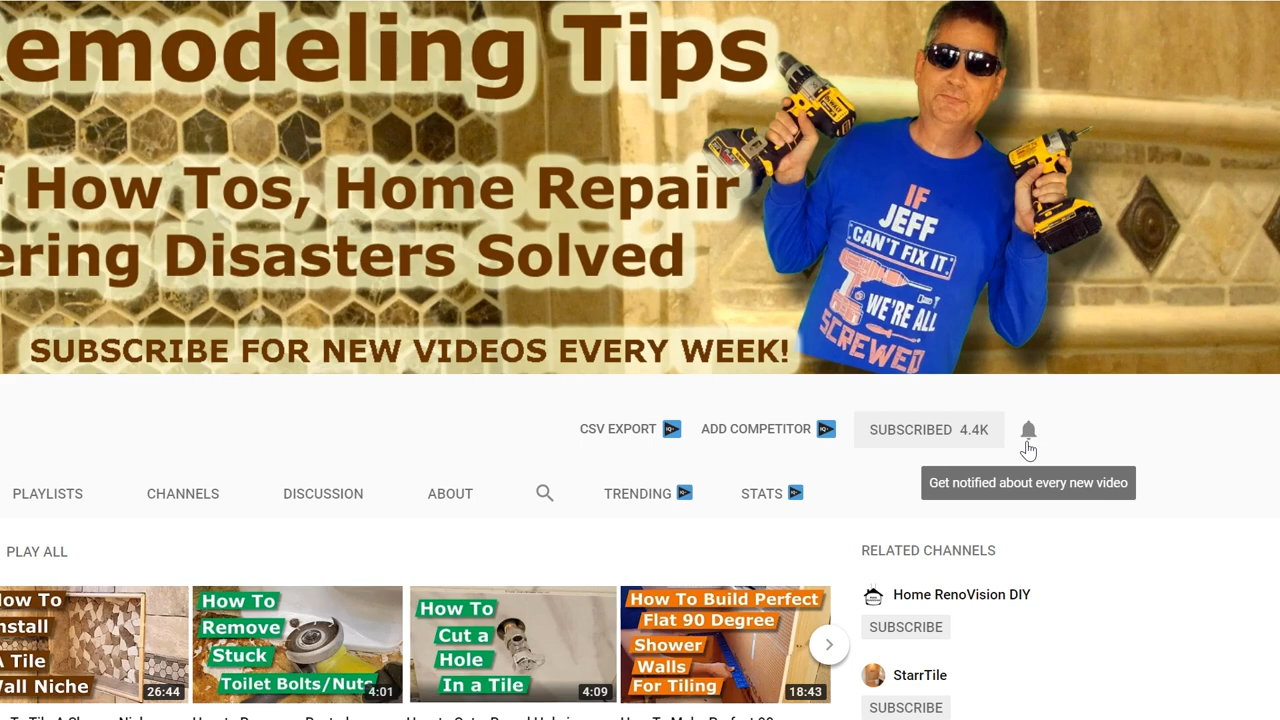 emodeling Tips
f How Tos, Home Repair
ering Disasters Solved
SUBSCRIBE FOR NEW VIDEOS EVERY WEEK!
IF
JEFF
CAN'T FIX IT
WE'RE ALL
SCREWED
CSV EXPORT
ADD COMPETITOR
SUBSCRIBED 4.4K
PLAYLISTS
CHANNELS
DISCUSSION
ABOUT
TRENDING
STATS
Get notified about every new video
PLAY ALL
RELATED CHANNELS
ow To
nstall
A Tile
Wall Niche
26:44
How To
Remove
Stuck
Toilet Bolts/Nuts
4:01
How To
Cut a
Hole
In a Tile
4:09
How To Build Perfect
Flat 90 Degree
Shower
Walls
For Tiling
18:43
Home RenoVision DIY
SUBSCRIBE
StarrTile
SUBSCRIBE